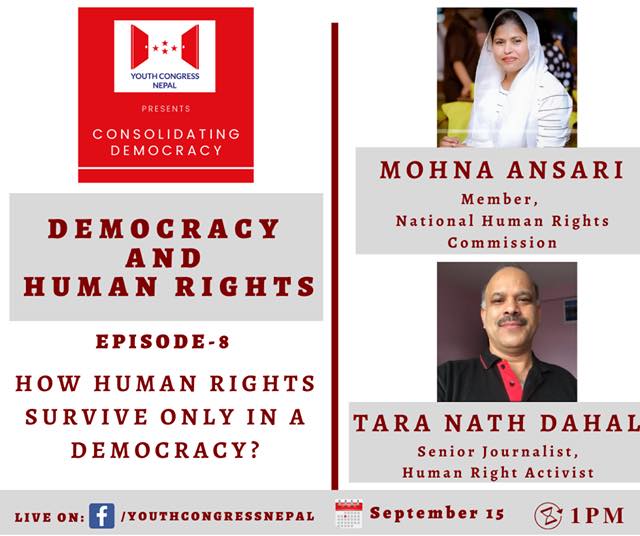 YOUTH CONGRESS
NEPAL
PRESENTS
CONSOLIDATING
DEMOCRACY
DEMOCRACY
AND
HUMAN RIGHTS
EPISODE-8
HOW HUMAN RIGHTS
SURVIVE ONLY IN A
DEMOCRACY?
MOHNA ANSARI
Member,
National Human Rights
Commission
TARA NATH DAHAL
Senior Journalist,
Human Right Activist
LIVE ON: f /YOUTHCONGRESSNEPAL
September 15
1PM